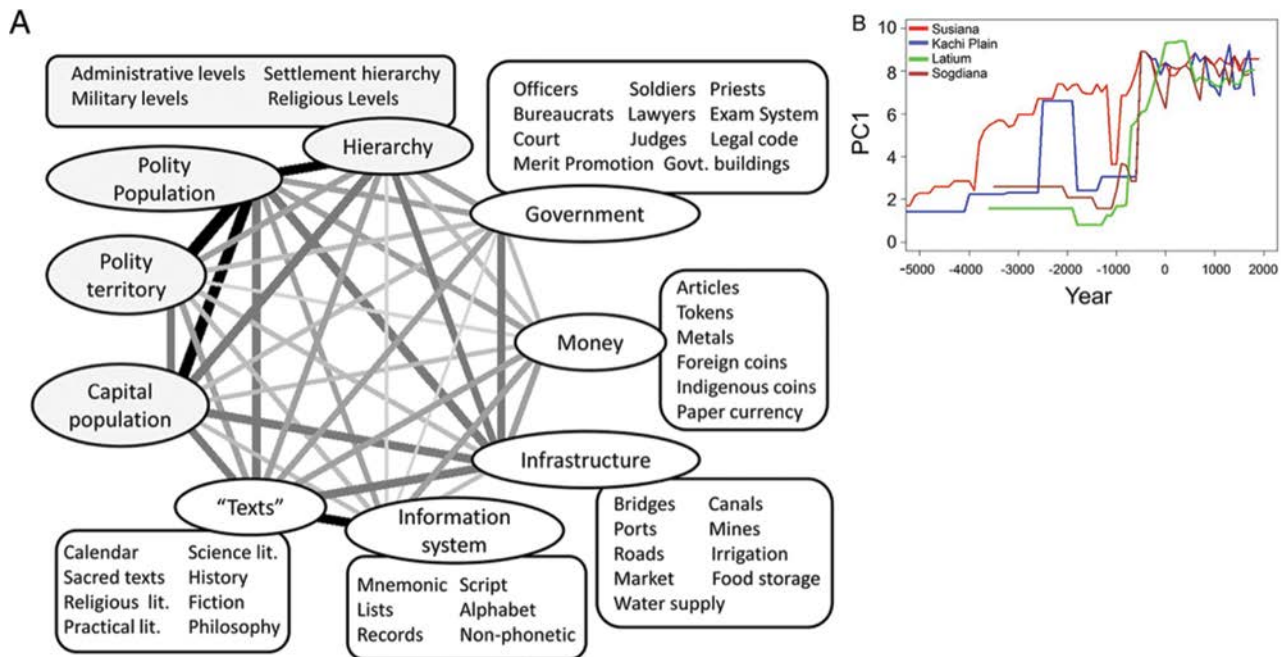 A
Administrative levels Settlement hierarchy
Military levels Religious Levels
Hierarchy
Polity
Population
Polity
territory
Capital
population
"Texts"
Calendar Science lit.
Sacred texts History
Religious lit. Fiction
Practical lit. Philosophy
Information
system
Mnemonic Script
Lists Alphabet
Records Non-phonetic
Officers Soldiers Priests
Bureaucrats Lawyers Exam System
Court Judges Legal code
Merit Promotion Govt. buildings
Government
Money
Articles
Tokens
Metals
Foreign coins
Indigenous coins
Paper currency
Infrastructure
Bridges Canals
Ports Mines
Roads Irrigation
Market Food storage
Water supply
B
Susiana
Kachi Plain
Latium
Sogdiana
PC1
10
8
6
4
2
0
−5000 −4000 −3000 −2000 −1000 0 1000 2000
Year